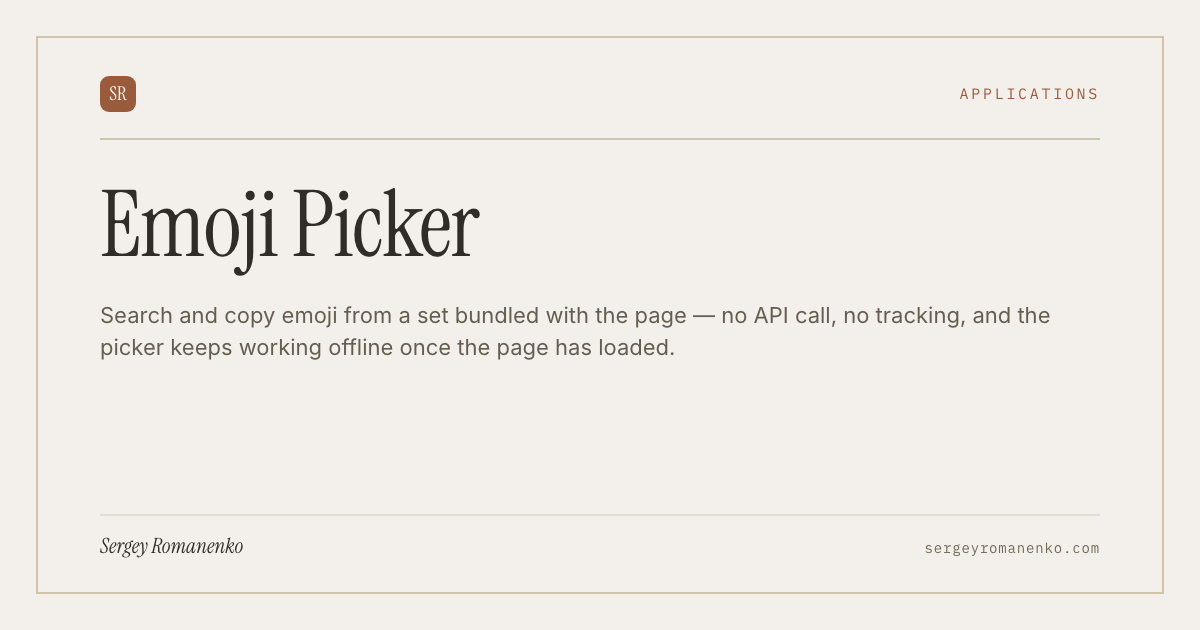 SR
APPLICATIONS
Emoji Picker
Search and copy emoji from a set bundled with the page — no API call, no tracking, and the
picker keeps working offline once the page has loaded.
Sergey Romanenko
sergeyromanenko.com